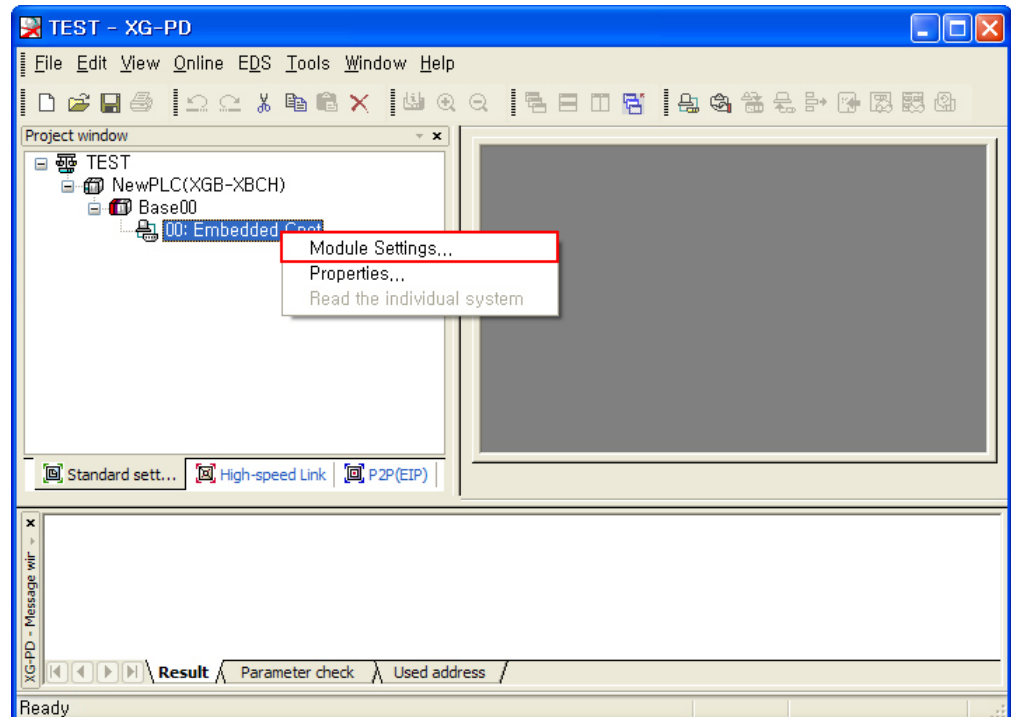 TEST - XG-PD
File Edit View Online EDS Tools Window Help
Project window
TEST
NewPLC(XGB-XBCH)
Base00
00: Embedded
Module Settings...
Properties...
Read the individual system
Standard sett... High-speed Link P2P(EIP)
XG-PD - Message wir
Result Parameter check Used address
Ready